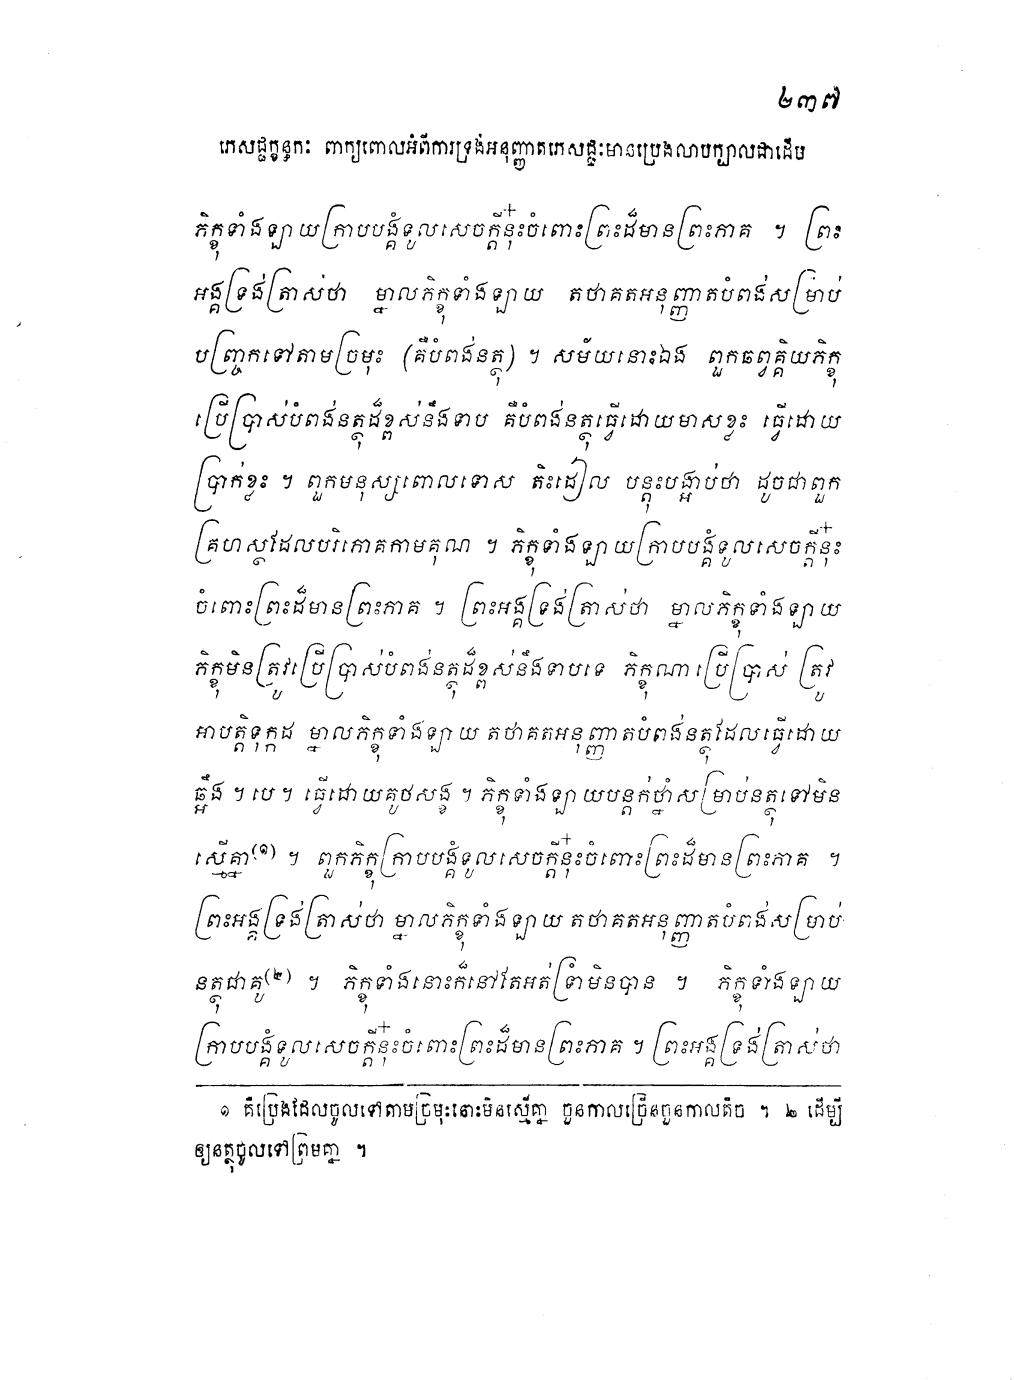 ២៣៧
ភេសជ្ជក្ខន្ធកៈ ពាក្យពោលអំពីការទ្រង់អនុញ្ញាតភេសជ្ជៈមានប្រេងលាបក្បាលជាដើម
ភិក្ខុទាំងឡាយក្រាបបង្គំទូលសេចក្តីនុ៎ះចំពោះព្រះដ៏មានព្រះភាគ ។ ព្រះ
អង្គទ្រង់ត្រាស់ថា ម្នាលភិក្ខុទាំងឡាយ តថាគតអនុញ្ញាតបំពង់សម្រាប់
បញ្ច្រកទៅតាមច្រមុះ (គឺបំពង់នត្ថុ) ។ សម័យនោះឯង ពួកឆព្វគ្គិយភិក្ខុ
ប្រើប្រាស់បំពង់នត្ថុដ៏ខ្ពស់នឹងទាប គឺបំពង់នត្ថុធ្វើដោយមាសខ្លះ ធ្វើដោយ
ប្រាក់ខ្លះ ។ ពួកមនុស្សពោលទោស តិះដៀល បន្តុះបង្អាប់ថា ដូចជាពួក
គ្រហស្ថដែលបរិភោគកាមគុណ ។ ភិក្ខុទាំងឡាយក្រាបបង្គំទូលសេចក្តីនុ៎ះ
ចំពោះព្រះដ៏មានព្រះភាគ ។ ព្រះអង្គទ្រង់ត្រាស់ថា ម្នាលភិក្ខុទាំងឡាយ
ភិក្ខុមិនត្រូវប្រើប្រាស់បំពង់នត្ថុដ៏ខ្ពស់នឹងទាបទេ ភិក្ខុណាប្រើប្រាស់ ត្រូវ
អាបត្តិទុក្កដ ម្នាលភិក្ខុទាំងឡាយ តថាគតអនុញ្ញាតបំពង់នត្ថុដែលធ្វើដោយ
ឆ្អឹង ។ បេ ។ ធ្វើដោយគូថសង្ខ ។ ភិក្ខុទាំងឡាយបន្តក់ថ្នាំសម្រាប់នត្ថុទៅមិន
ស្មើគ្នា(១) ។ ពួកភិក្ខុក្រាបបង្គំទូលសេចក្តីនុ៎ះចំពោះព្រះដ៏មានព្រះភាគ ។
ព្រះអង្គទ្រង់ត្រាស់ថា ម្នាលភិក្ខុទាំងឡាយ តថាគតអនុញ្ញាតបំពង់សម្រាប់
នត្ថុជាគូ(២) ។ ភិក្ខុទាំងនោះក៏នៅតែអត់ទ្រាំមិនបាន ។ ភិក្ខុទាំងឡាយ
ក្រាបបង្គំទូលសេចក្តីនុ៎ះចំពោះព្រះដ៏មានព្រះភាគ ។ ព្រះអង្គទ្រង់ត្រាស់ថា
១ គឺប្រេងដែលចូលទៅតាមច្រមុះនោះមិនស្មើគ្នា ជួនកាលច្រើនជួនកាលតិច ។ ២ ដើម្បី
ឲ្យនត្ថុចូលទៅព្រមគ្នា ។